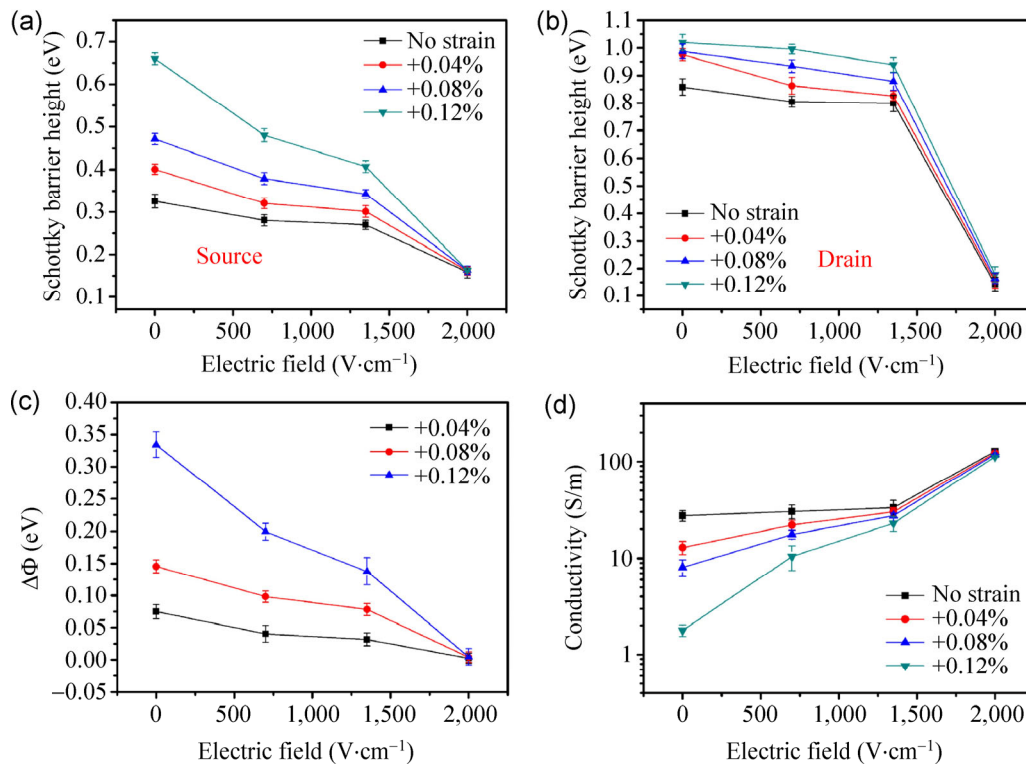 (a)
Schottky barrier height (eV)
0.7
0.6
0.5
0.4
0.3
0.2
0.1
No strain
+0.04%
+0.08%
+0.12%
Source
0 500 1,000 1,500 2,000
Electric field (V·cm⁻¹)
(b)
Schottky barrier height (eV)
1.1
1.0
0.9
0.8
0.7
0.6
0.5
0.4
0.3
0.2
0.1
No strain
+0.04%
+0.08%
+0.12%
Drain
0 500 1,000 1,500 2,000
Electric field (V·cm⁻¹)
(c)
ΔΦ (eV)
0.40
0.35
0.30
0.25
0.20
0.15
0.10
0.05
0.00
−0.05
+0.04%
+0.08%
+0.12%
0 500 1,000 1,500 2,000
Electric field (V·cm⁻¹)
(d)
Conductivity (S/m)
100
10
1
No strain
+0.04%
+0.08%
+0.12%
0 500 1,000 1,500 2,000
Electric field (V·cm⁻¹)